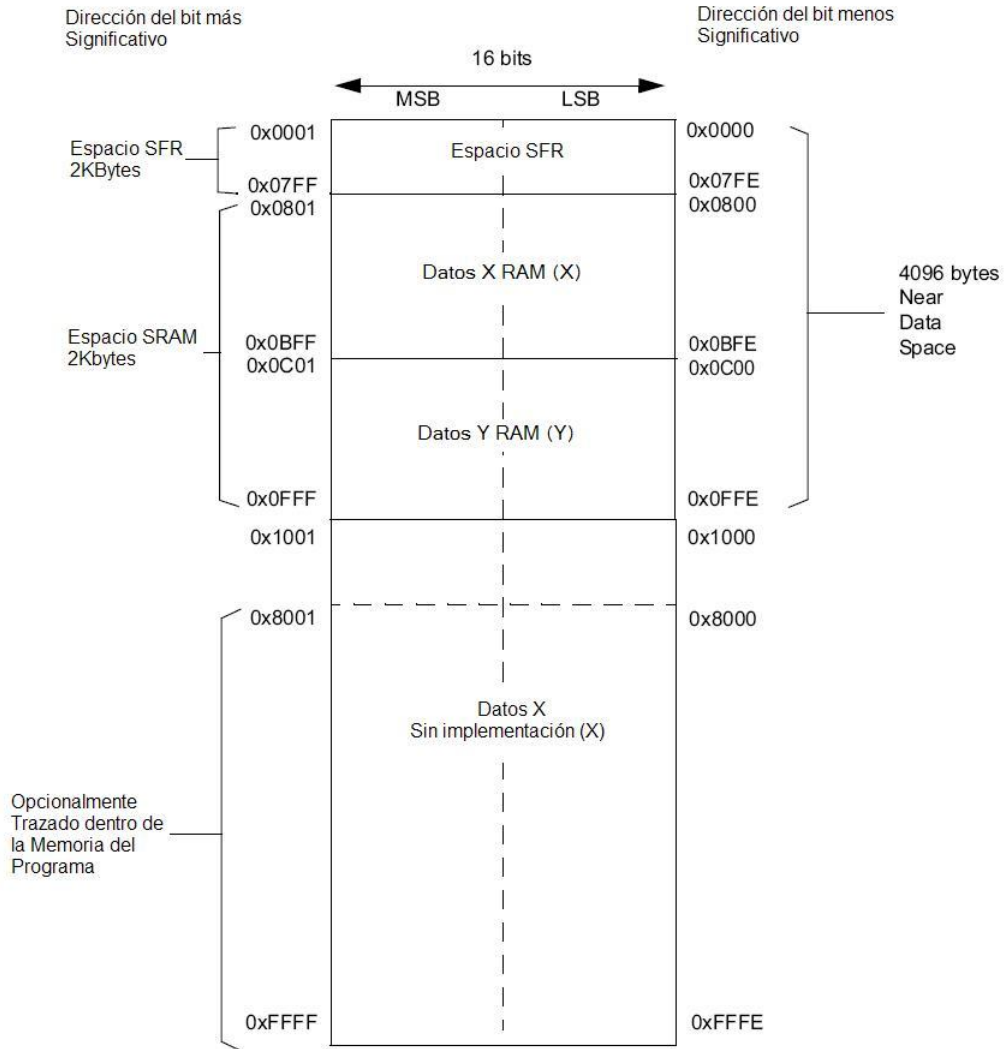 Dirección del bit más
Significativo
Dirección del bit menos
Significativo
16 bits
MSB
LSB
0x0001
0x0000
Espacio SFR
2KBytes
Espacio SFR
0x07FF
0x07FE
0x0801
0x0800
Datos X RAM (X)
4096 bytes
Near
Data
Space
Espacio SRAM
2Kbytes
0x0BFF
0x0BFE
0x0C01
0x0C00
Datos Y RAM (Y)
0x0FFF
0x0FFE
0x1001
0x1000
0x8001
0x8000
Datos X
Sin implementación (X)
Opcionalmente
Trazado dentro de
la Memoria del
Programa
0xFFFF
0xFFFE